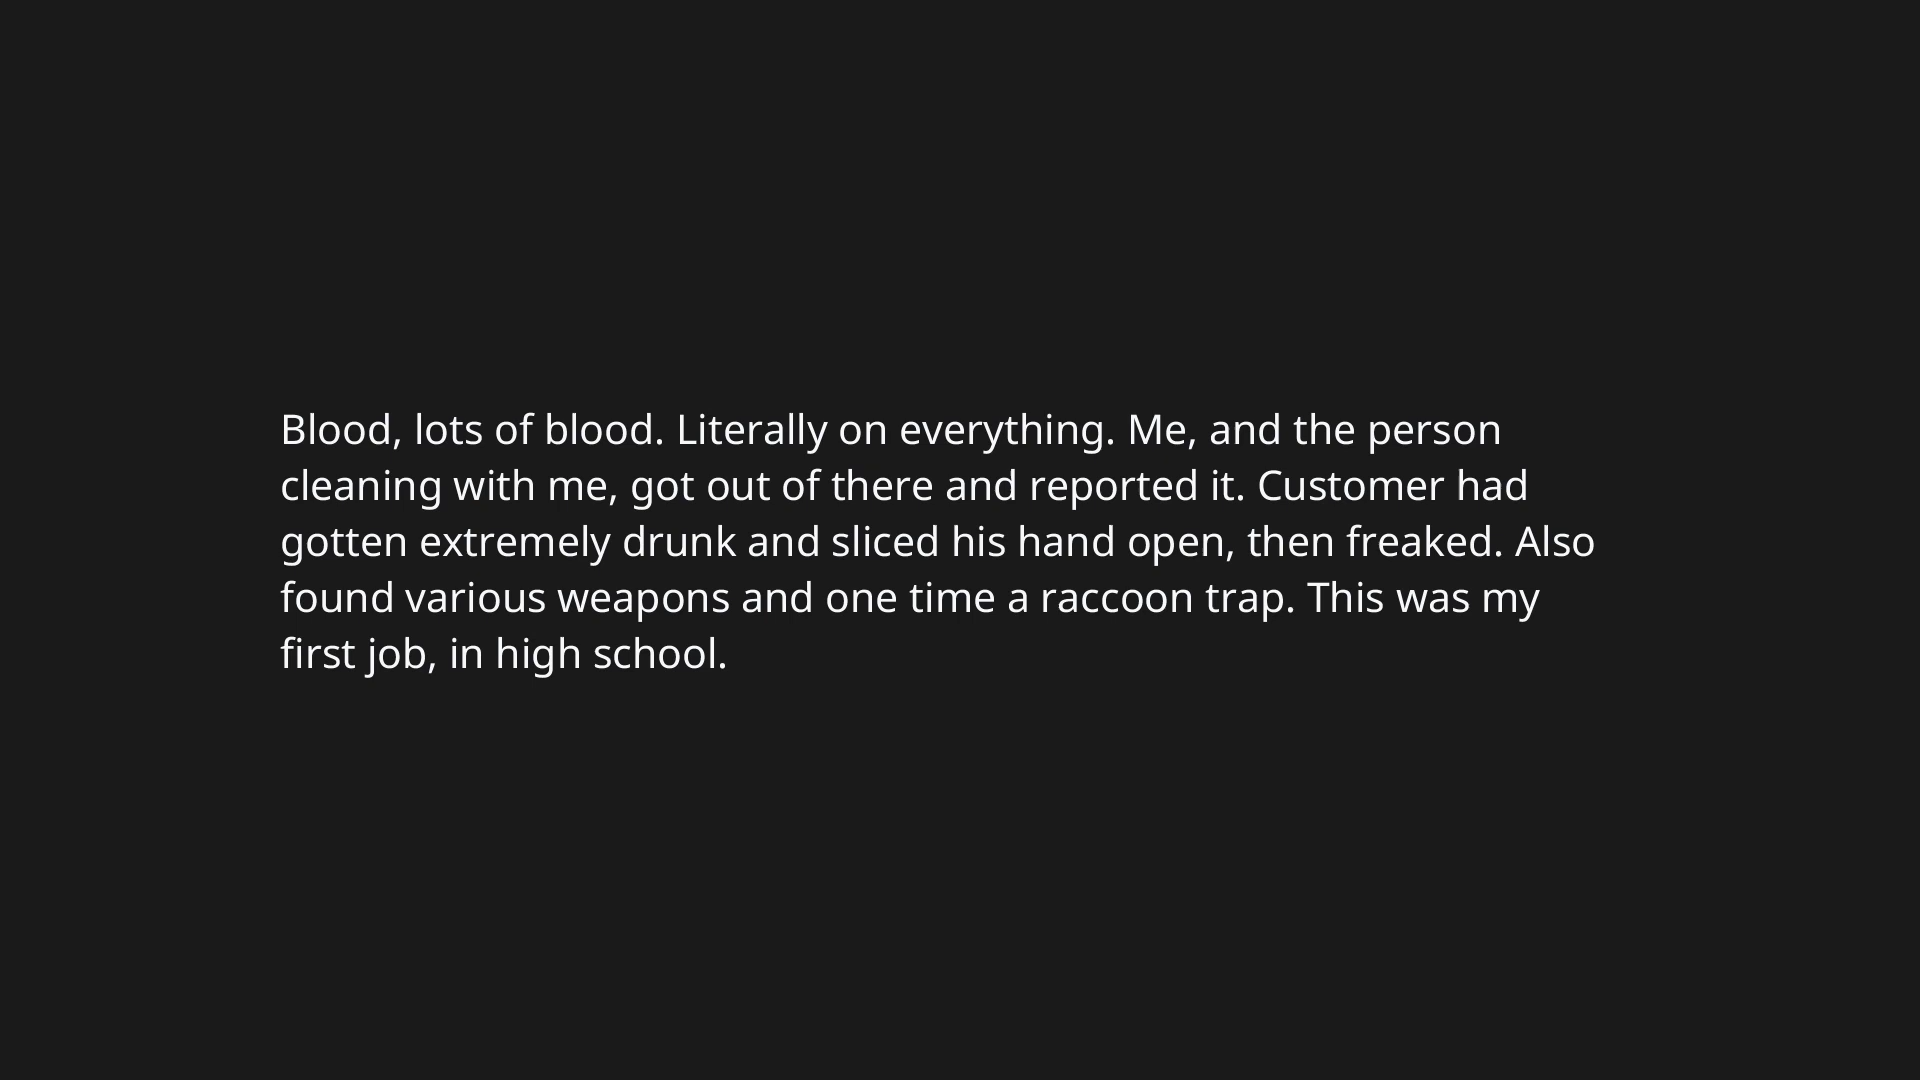 Blood, lots of blood. Literally on everything. Me, and the person
cleaning with me, got out of there and reported it. Customer had
gotten extremely drunk and sliced his hand open, then freaked. Also
found various weapons and one time a raccoon trap. This was my
first job, in high school.